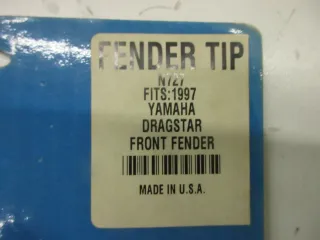 FENDER TIP
N727
FITS:1997
YAMAHA
DRAGSTAR
FRONT FENDER
MADE IN U.S.A.